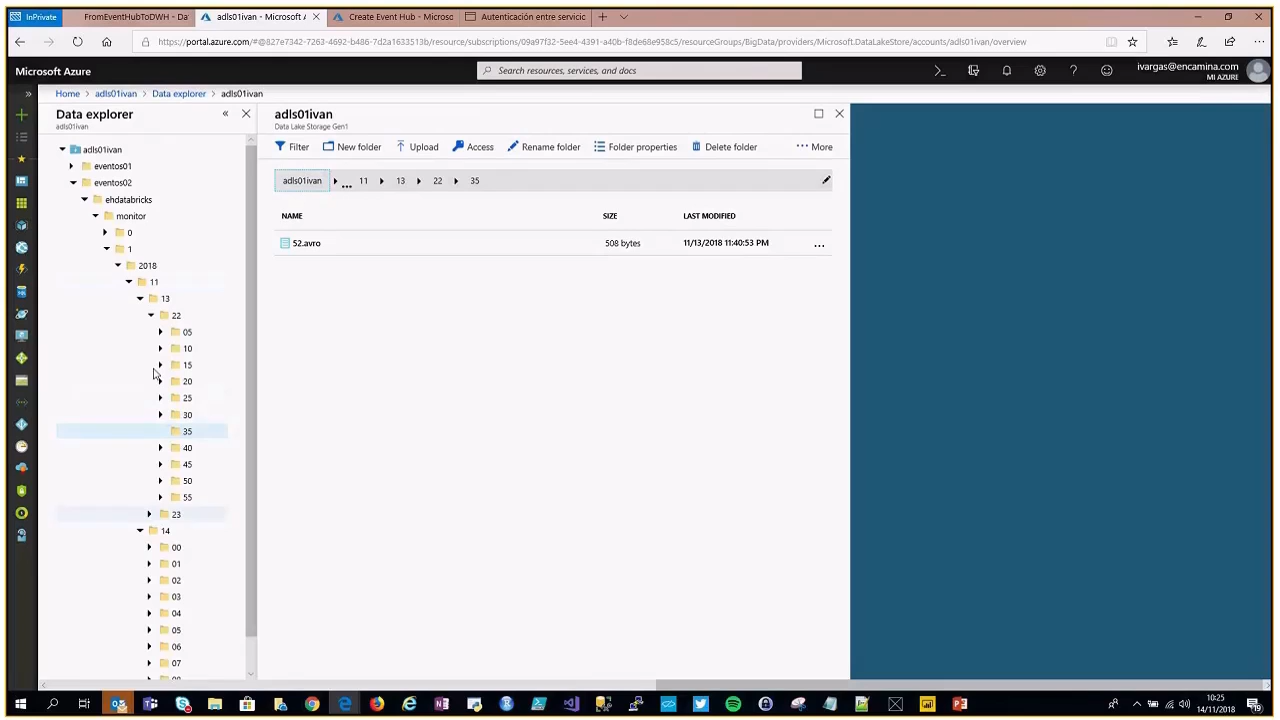 InPrivate
FromEventHubToDWH - Da
adls01ivan - Microsoft A
Create Event Hub - Microso
Autenticación entre servicio
https://portal.azure.com/#@827e7342-7263-4692-b486-7d2a1633513b/resource/subscriptions/09a97f32-5ee4-4391-a40b-f8de68e958c5/resourceGroups/BigData/providers/Microsoft.DataLakeStore/accounts/adls01ivan/overview
Microsoft Azure
Search resources, services, and docs
ivargas@encamina.com
MI AZURE
Home
adls01ivan
Data explorer
adls01ivan
Data explorer
adls01ivan
adls01ivan
eventos01
eventos02
ehdatabricks
monitor
0
1
2018
11
13
22
05
10
15
20
25
30
35
40
45
50
55
23
14
00
01
02
03
04
05
06
07
adls01ivan
Data Lake Storage Gen1
Filter
New folder
Upload
Access
Rename folder
Folder properties
Delete folder
More
adls01ivan ... 11 13 22 35
NAME SIZE LAST MODIFIED
52.avro 508 bytes 11/13/2018 11:40:53 PM ...
10:25
14/11/2018